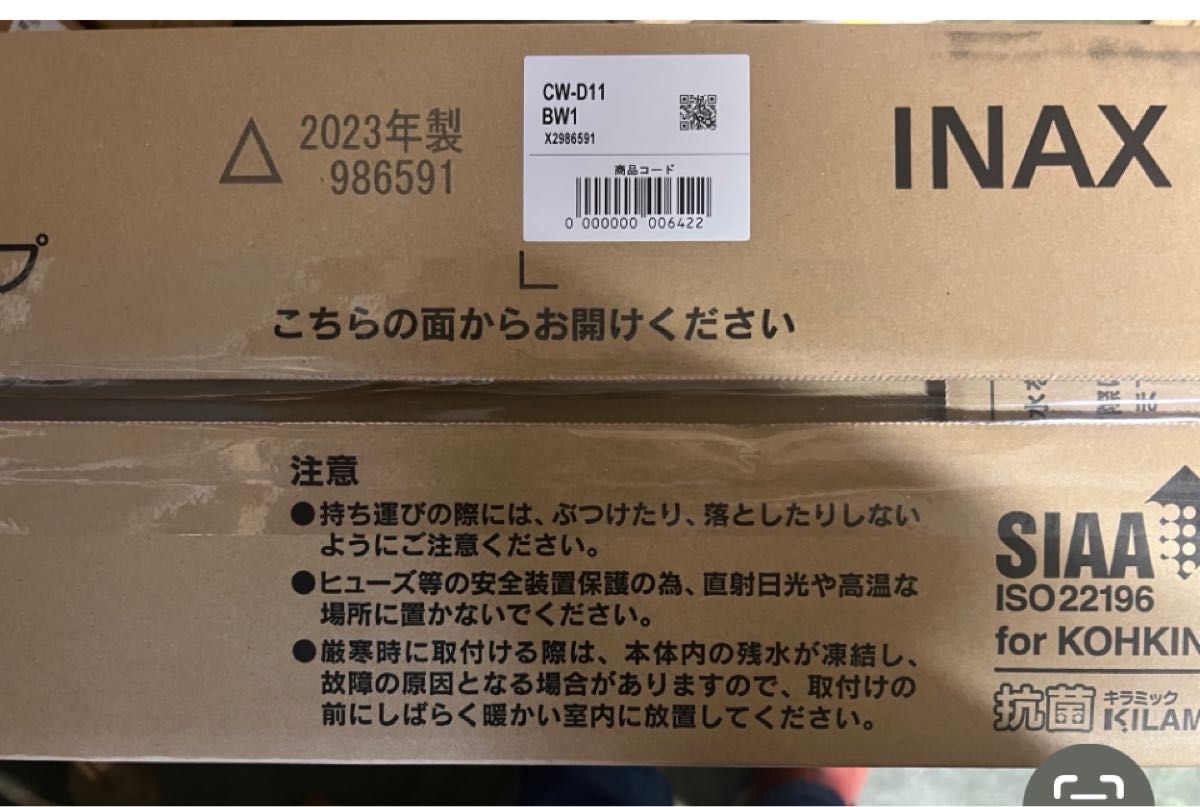 CW-D11
BW1
X2986591
商品コード
0 000000 006422
2023年製
986591
INAX
プ
こちらの面からお開けください
注意
●持ち運びの際には、ぶつけたり、落としたりしない
ようにご注意ください。
●ヒューズ等の安全装置保護の為、直射日光や高温な
場所に置かないでください。
●厳寒時に取付ける際は、本体内の残水が凍結し、
故障の原因となる場合がありますので、取付けの
前にしばらく暖かい室内に放置してください。
SIAA
ISO 22196
for KOHKIN
抗菌
キラミック
KILAM